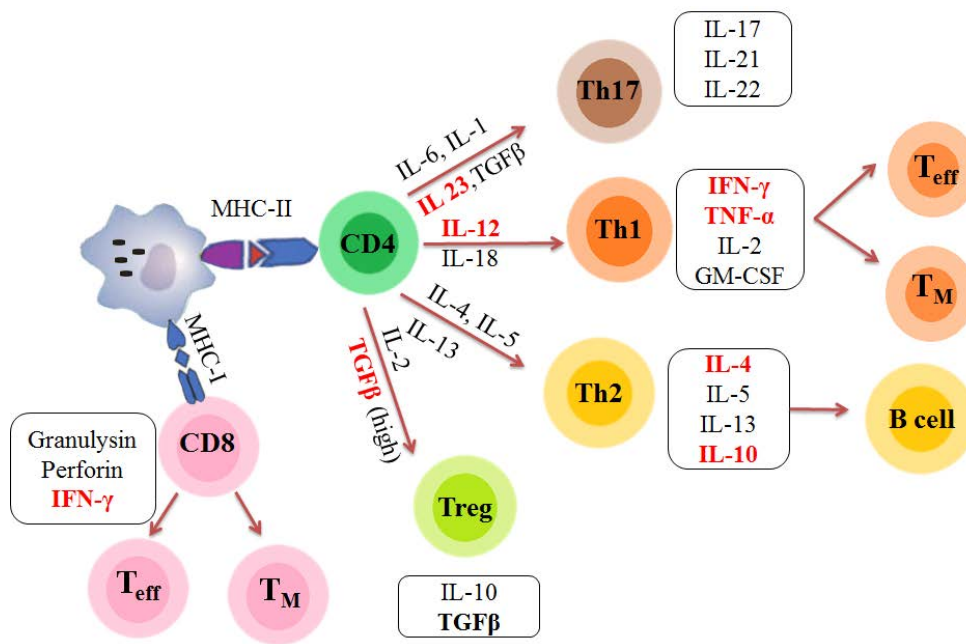 IL-17
IL-21
IL-22
Th17
IL-6, IL-1
IL 23,TGFβ
MHC-II
CD4
IL-12
IL-18
Th1
IFN-γ
TNF-α
IL-2
GM-CSF
Teff
TM
IL-4, IL-5
IL-13
Th2
IL-4
IL-5
IL-13
IL-10
B cell
IL-2
TGFβ (high)
Treg
IL-10
TGFβ
MHC-I
CD8
Granulysin
Perforin
IFN-γ
Teff
TM